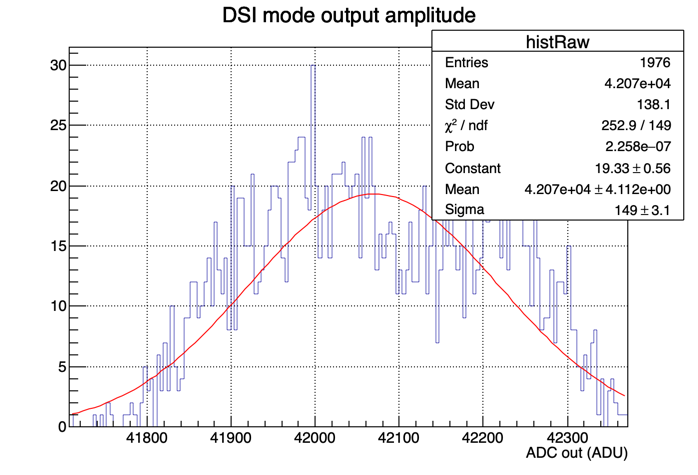 DSI mode output amplitude
histRaw
Entries 1976
Mean 4.207e+04
Std Dev 138.1
χ² / ndf 252.9 / 149
Prob 2.258e−07
Constant 19.33 ± 0.56
Mean 4.207e+04 ± 4.112e+00
Sigma 149 ± 3.1
30
25
20
15
10
5
0
41800 41900 42000 42100 42200 42300
ADC out (ADU)